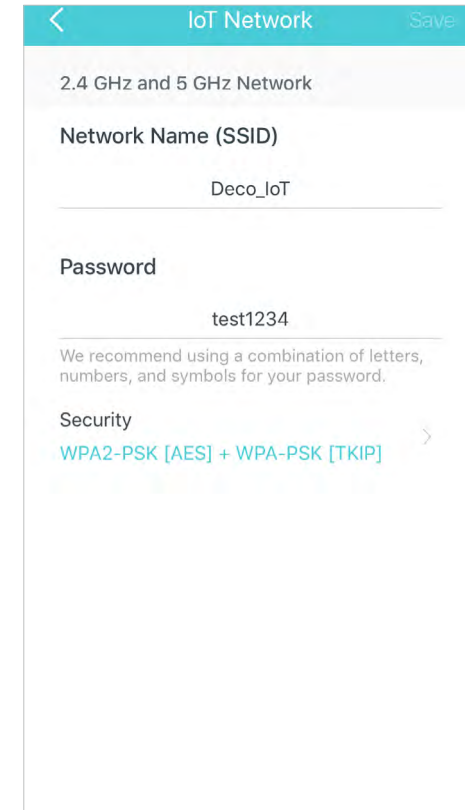 IoT Network Save
2.4 GHz and 5 GHz Network
Network Name (SSID)
Deco_IoT
Password
test1234
We recommend using a combination of letters,
numbers, and symbols for your password.
Security
WPA2-PSK [AES] + WPA-PSK [TKIP]